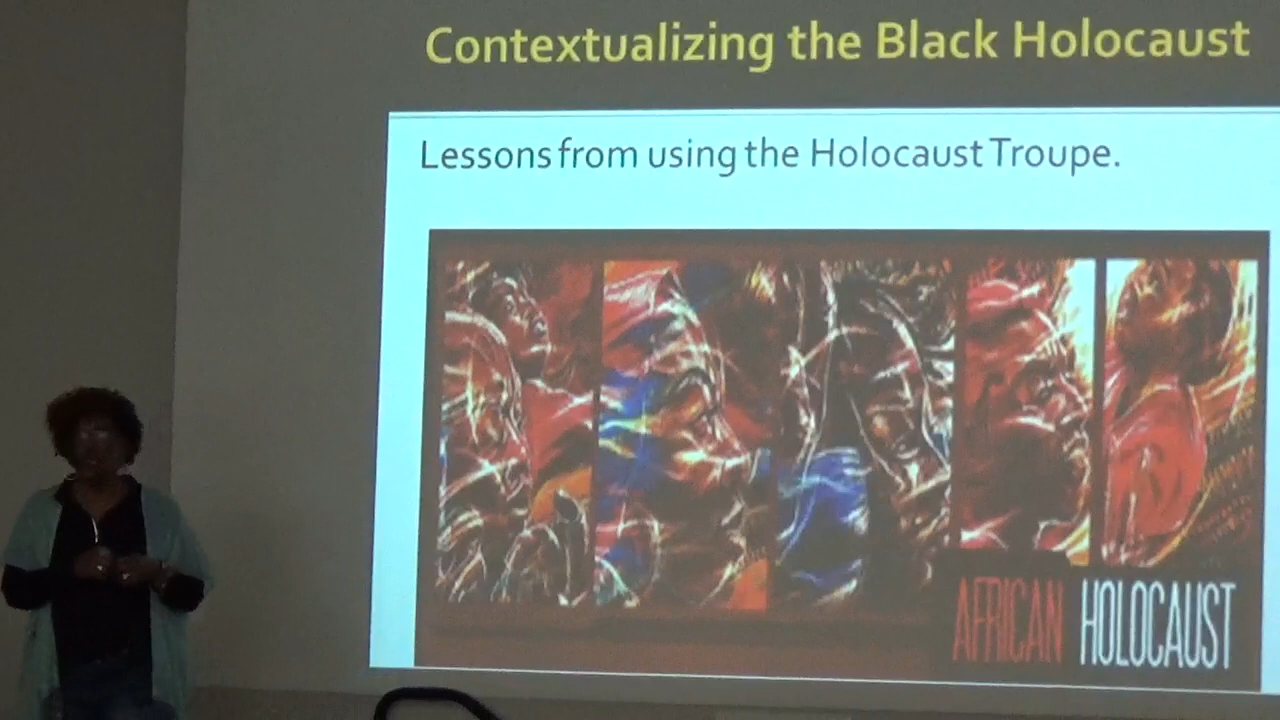 Contextualizing the Black Holocaust
Lessons from using the Holocaust Troupe.
AFRICAN HOLOCAUST